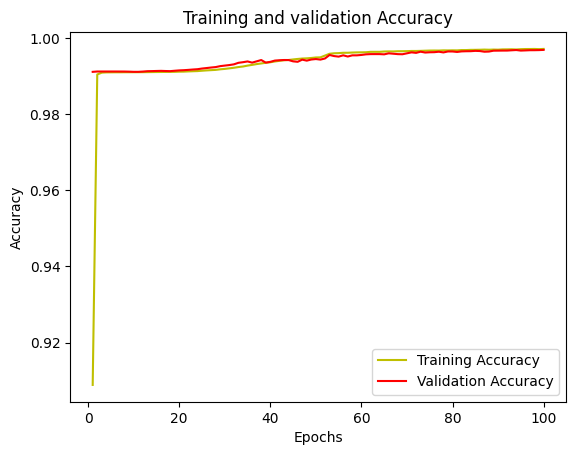 Training and validation Accuracy
1.00
0.98
0.96
0.94
0.92
Accuracy
0
20
40
60
80
100
Epochs
Training Accuracy
Validation Accuracy